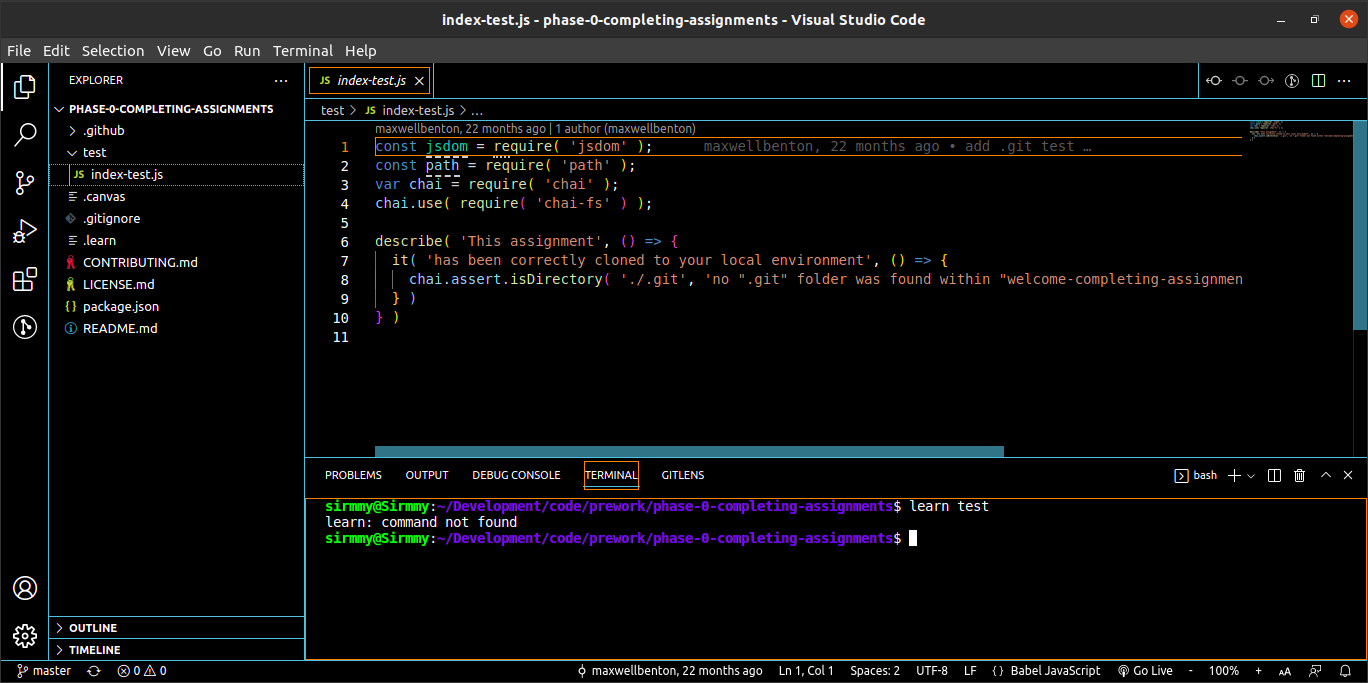 index-test.js - phase-0-completing-assignments - Visual Studio Code
File Edit Selection View Go Run Terminal Help
EXPLORER
PHASE-0-COMPLETING-ASSIGNMENTS
.github
test
JS index-test.js
.canvas
.gitignore
.learn
CONTRIBUTING.md
LICENSE.md
{} package.json
README.md
OUTLINE
TIMELINE
JS index-test.js
test > JS index-test.js > ...
maxwellbenton, 22 months ago | 1 author (maxwellbenton)
1 const jsdom = require( 'jsdom' ); maxwellbenton, 22 months ago • add .git test …
2 const path = require( 'path' );
3 var chai = require( 'chai' );
4 chai.use( require( 'chai-fs' ) );
5
6 describe( 'This assignment', () => {
7 it( 'has been correctly cloned to your local environment', () => {
8 chai.assert.isDirectory( './.git', 'no ".git" folder was found within "welcome-completing-assignmen
9 } )
10 } )
11
PROBLEMS OUTPUT DEBUG CONSOLE TERMINAL GITLENS
bash
sirmmy@Sirmmy:~/Development/code/prework/phase-0-completing-assignments$ learn test
learn: command not found
sirmmy@Sirmmy:~/Development/code/prework/phase-0-completing-assignments$
master 0 0 maxwellbenton, 22 months ago Ln 1, Col 1 Spaces: 2 UTF-8 LF {} Babel JavaScript Go Live - 100% + AA